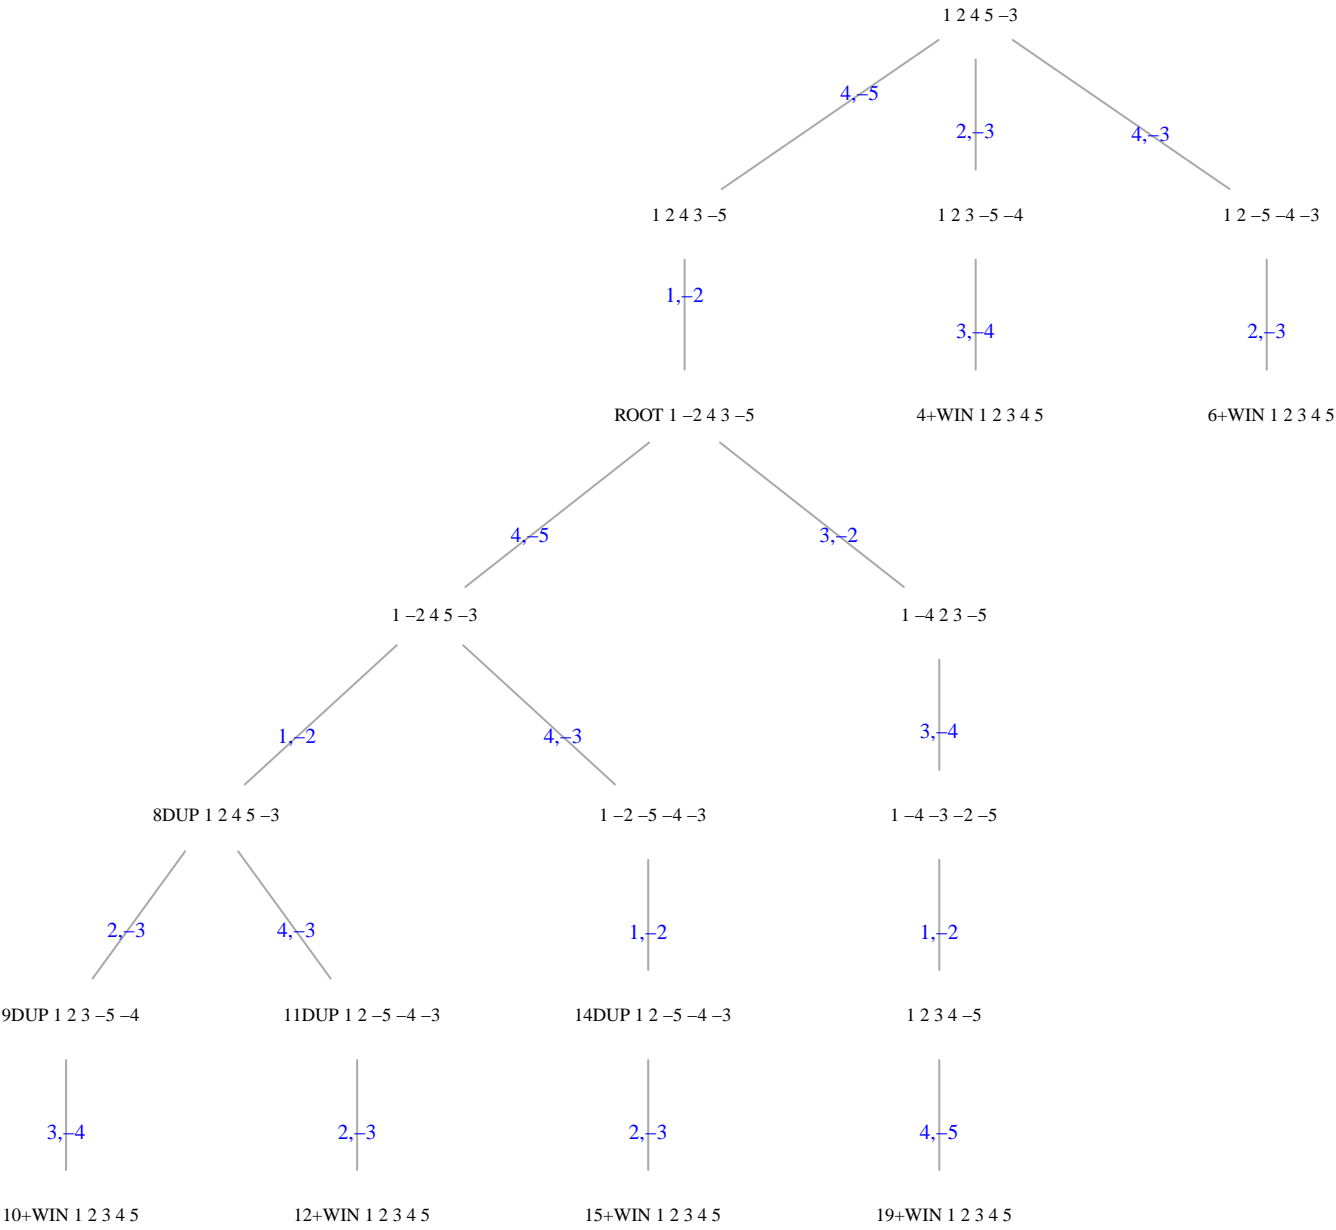 1 2 4 5 –3
4,–5
2,–3
4,–3
1 2 4 3 –5
1 2 3 –5 –4
1 2 –5 –4 –3
1,–2
3,–4
2,–3
ROOT 1 –2 4 3 –5
4+WIN 1 2 3 4 5
6+WIN 1 2 3 4 5
4,–5
3,–2
1 –2 4 5 –3
1 –4 2 3 –5
1,–2
4,–3
3,–4
8DUP 1 2 4 5 –3
1 –2 –5 –4 –3
1 –4 –3 –2 –5
2,–3
4,–3
1,–2
1,–2
9DUP 1 2 3 –5 –4
11DUP 1 2 –5 –4 –3
14DUP 1 2 –5 –4 –3
1 2 3 4 –5
3,–4
2,–3
2,–3
4,–5
10+WIN 1 2 3 4 5
12+WIN 1 2 3 4 5
15+WIN 1 2 3 4 5
19+WIN 1 2 3 4 5